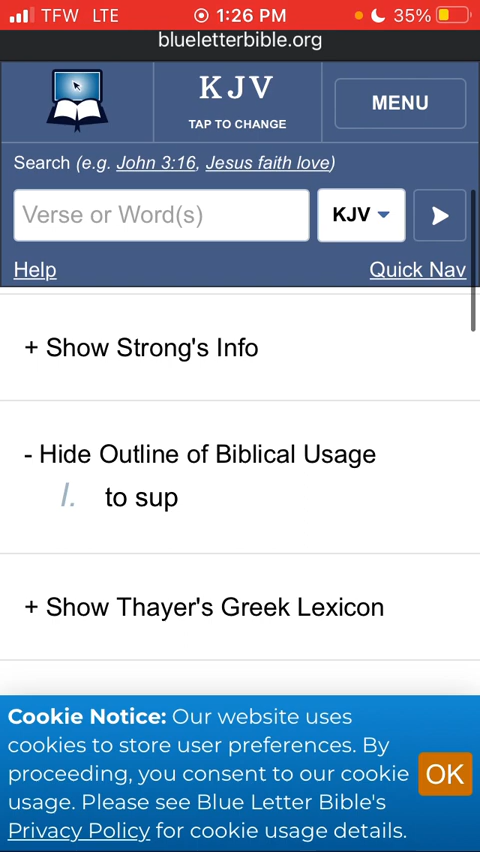 TFW LTE 1:26 PM 35%
blueletterbible.org
KJV
TAP TO CHANGE
MENU
Search (e.g. John 3:16, Jesus faith love)
Verse or Word(s)
KJV
Help
Quick Nav
+ Show Strong's Info
- Hide Outline of Biblical Usage
I. to sup
+ Show Thayer's Greek Lexicon
Cookie Notice: Our website uses
cookies to store user preferences. By
proceeding, you consent to our cookie
usage. Please see Blue Letter Bible's
Privacy Policy for cookie usage details.
OK